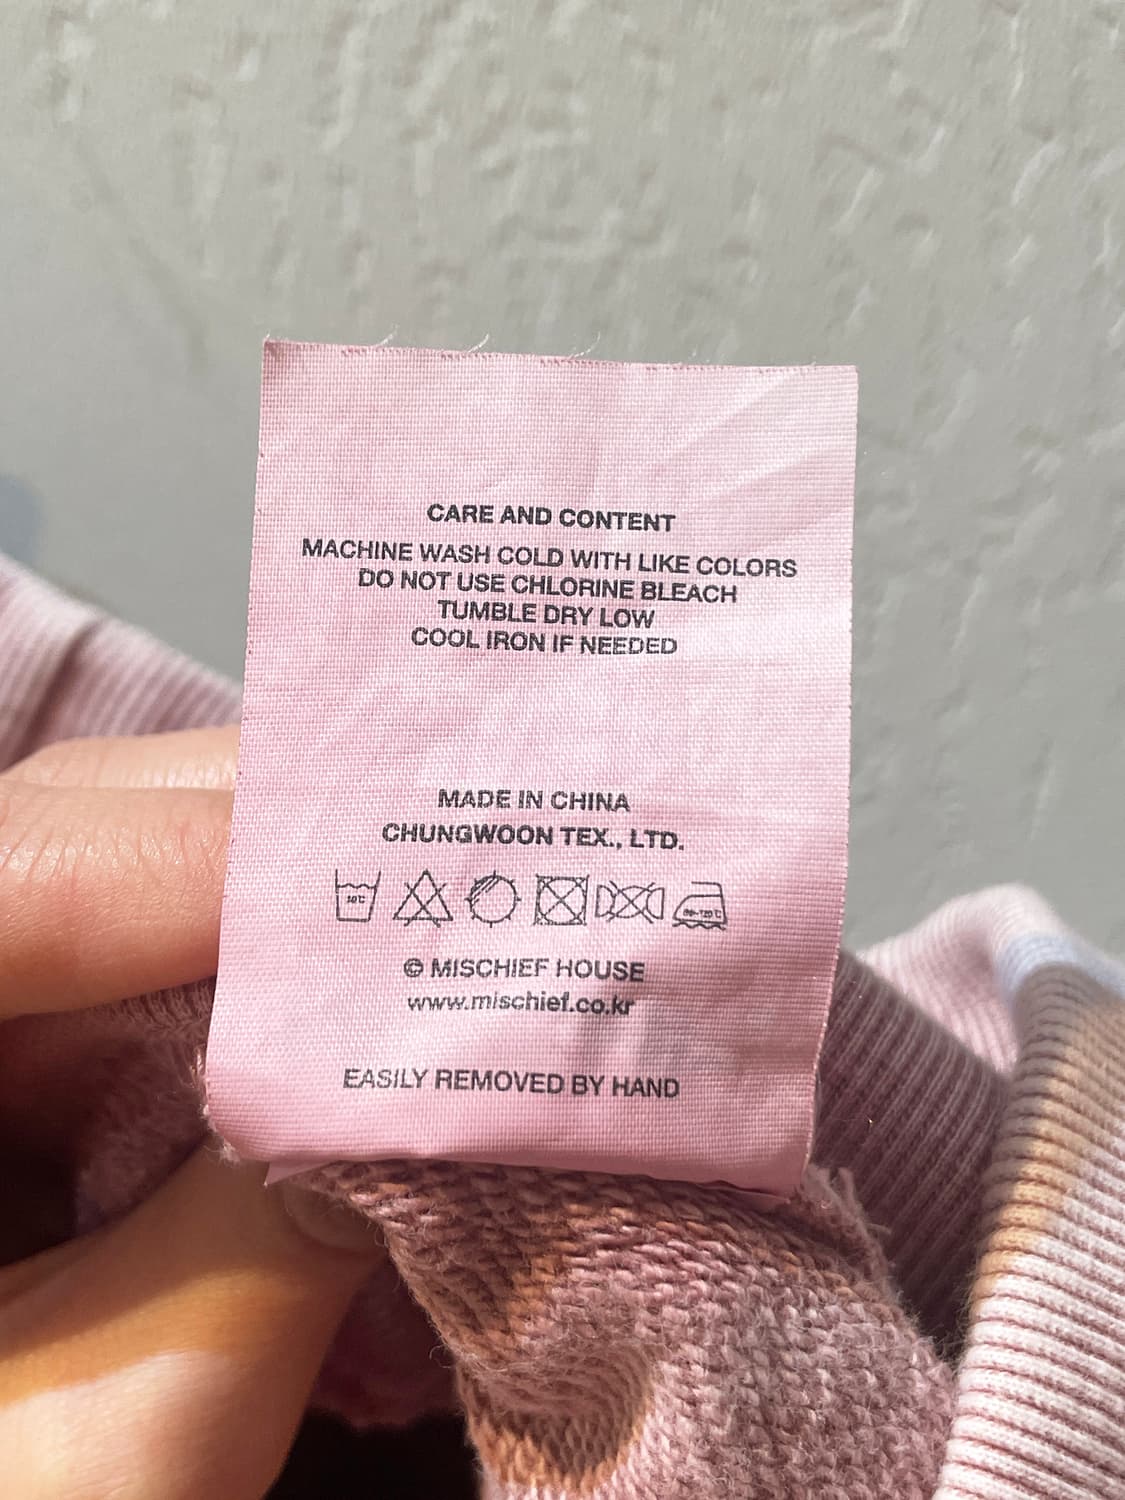 CARE AND CONTENT
MACHINE WASH COLD WITH LIKE COLORS
DO NOT USE CHLORINE BLEACH
TUMBLE DRY LOW
COOL IRON IF NEEDED
MADE IN CHINA
CHUNGWOON TEX., LTD.
© MISCHIEF HOUSE
www.mischief.co.kr
EASILY REMOVED BY HAND